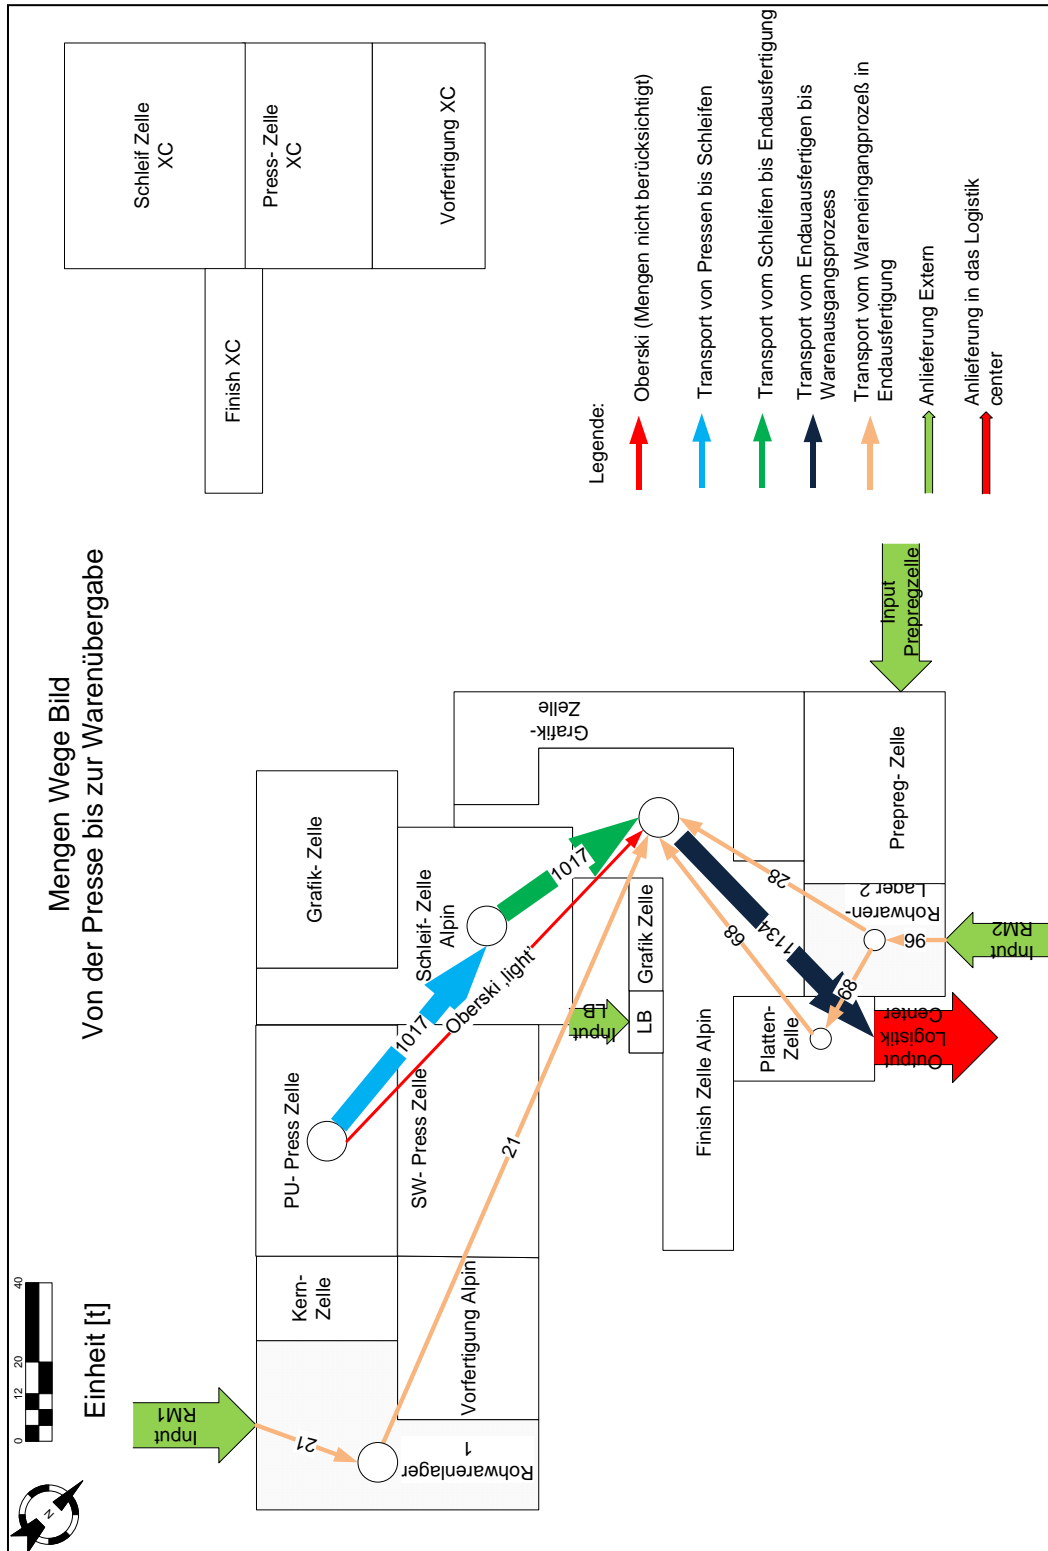 Mengen Wege Bild
Von der Presse bis zur Warenübergabe
0
12
20
40
Einheit [t]
N
Input
RM1
21
Rohwarenlager
1
Kern-
Zelle
Vorfertigung Alpin
PU- Press Zelle
SW- Press Zelle
Grafik- Zelle
Schleif- Zelle
Alpin
1017
1017
Oberski ‚light'
21
Input
LB
LB
Grafik Zelle
Grafik-
Zelle
Finish Zelle Alpin
Platten-
Zelle
1134
68
28
68
96
Rohwaren-
Lager 2
Prepreg- Zelle
Input
Prepregzelle
Input
RM2
Output
Logistik
Center
Schleif Zelle
XC
Press- Zelle
XC
Vorfertigung XC
Finish XC
Legende:
Oberski (Mengen nicht berücksichtigt)
Transport von Pressen bis Schleifen
Transport vom Schleifen bis Endausfertigung
Transport vom Endauausfertigen bis
Warenausgangsprozess
Transport vom Wareneingangprozeß in
Endausfertigung
Anlieferung Extern
Anlieferung in das Logistik
center